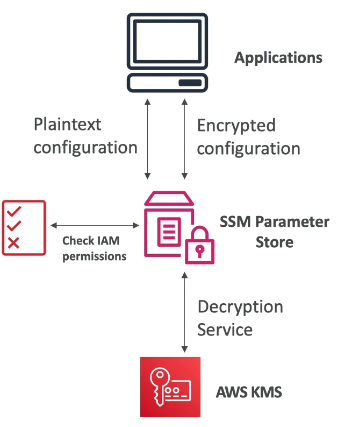 Applications
Plaintext
configuration
Encrypted
configuration
SSM Parameter
Store
Check IAM
permissions
Decryption
Service
AWS KMS